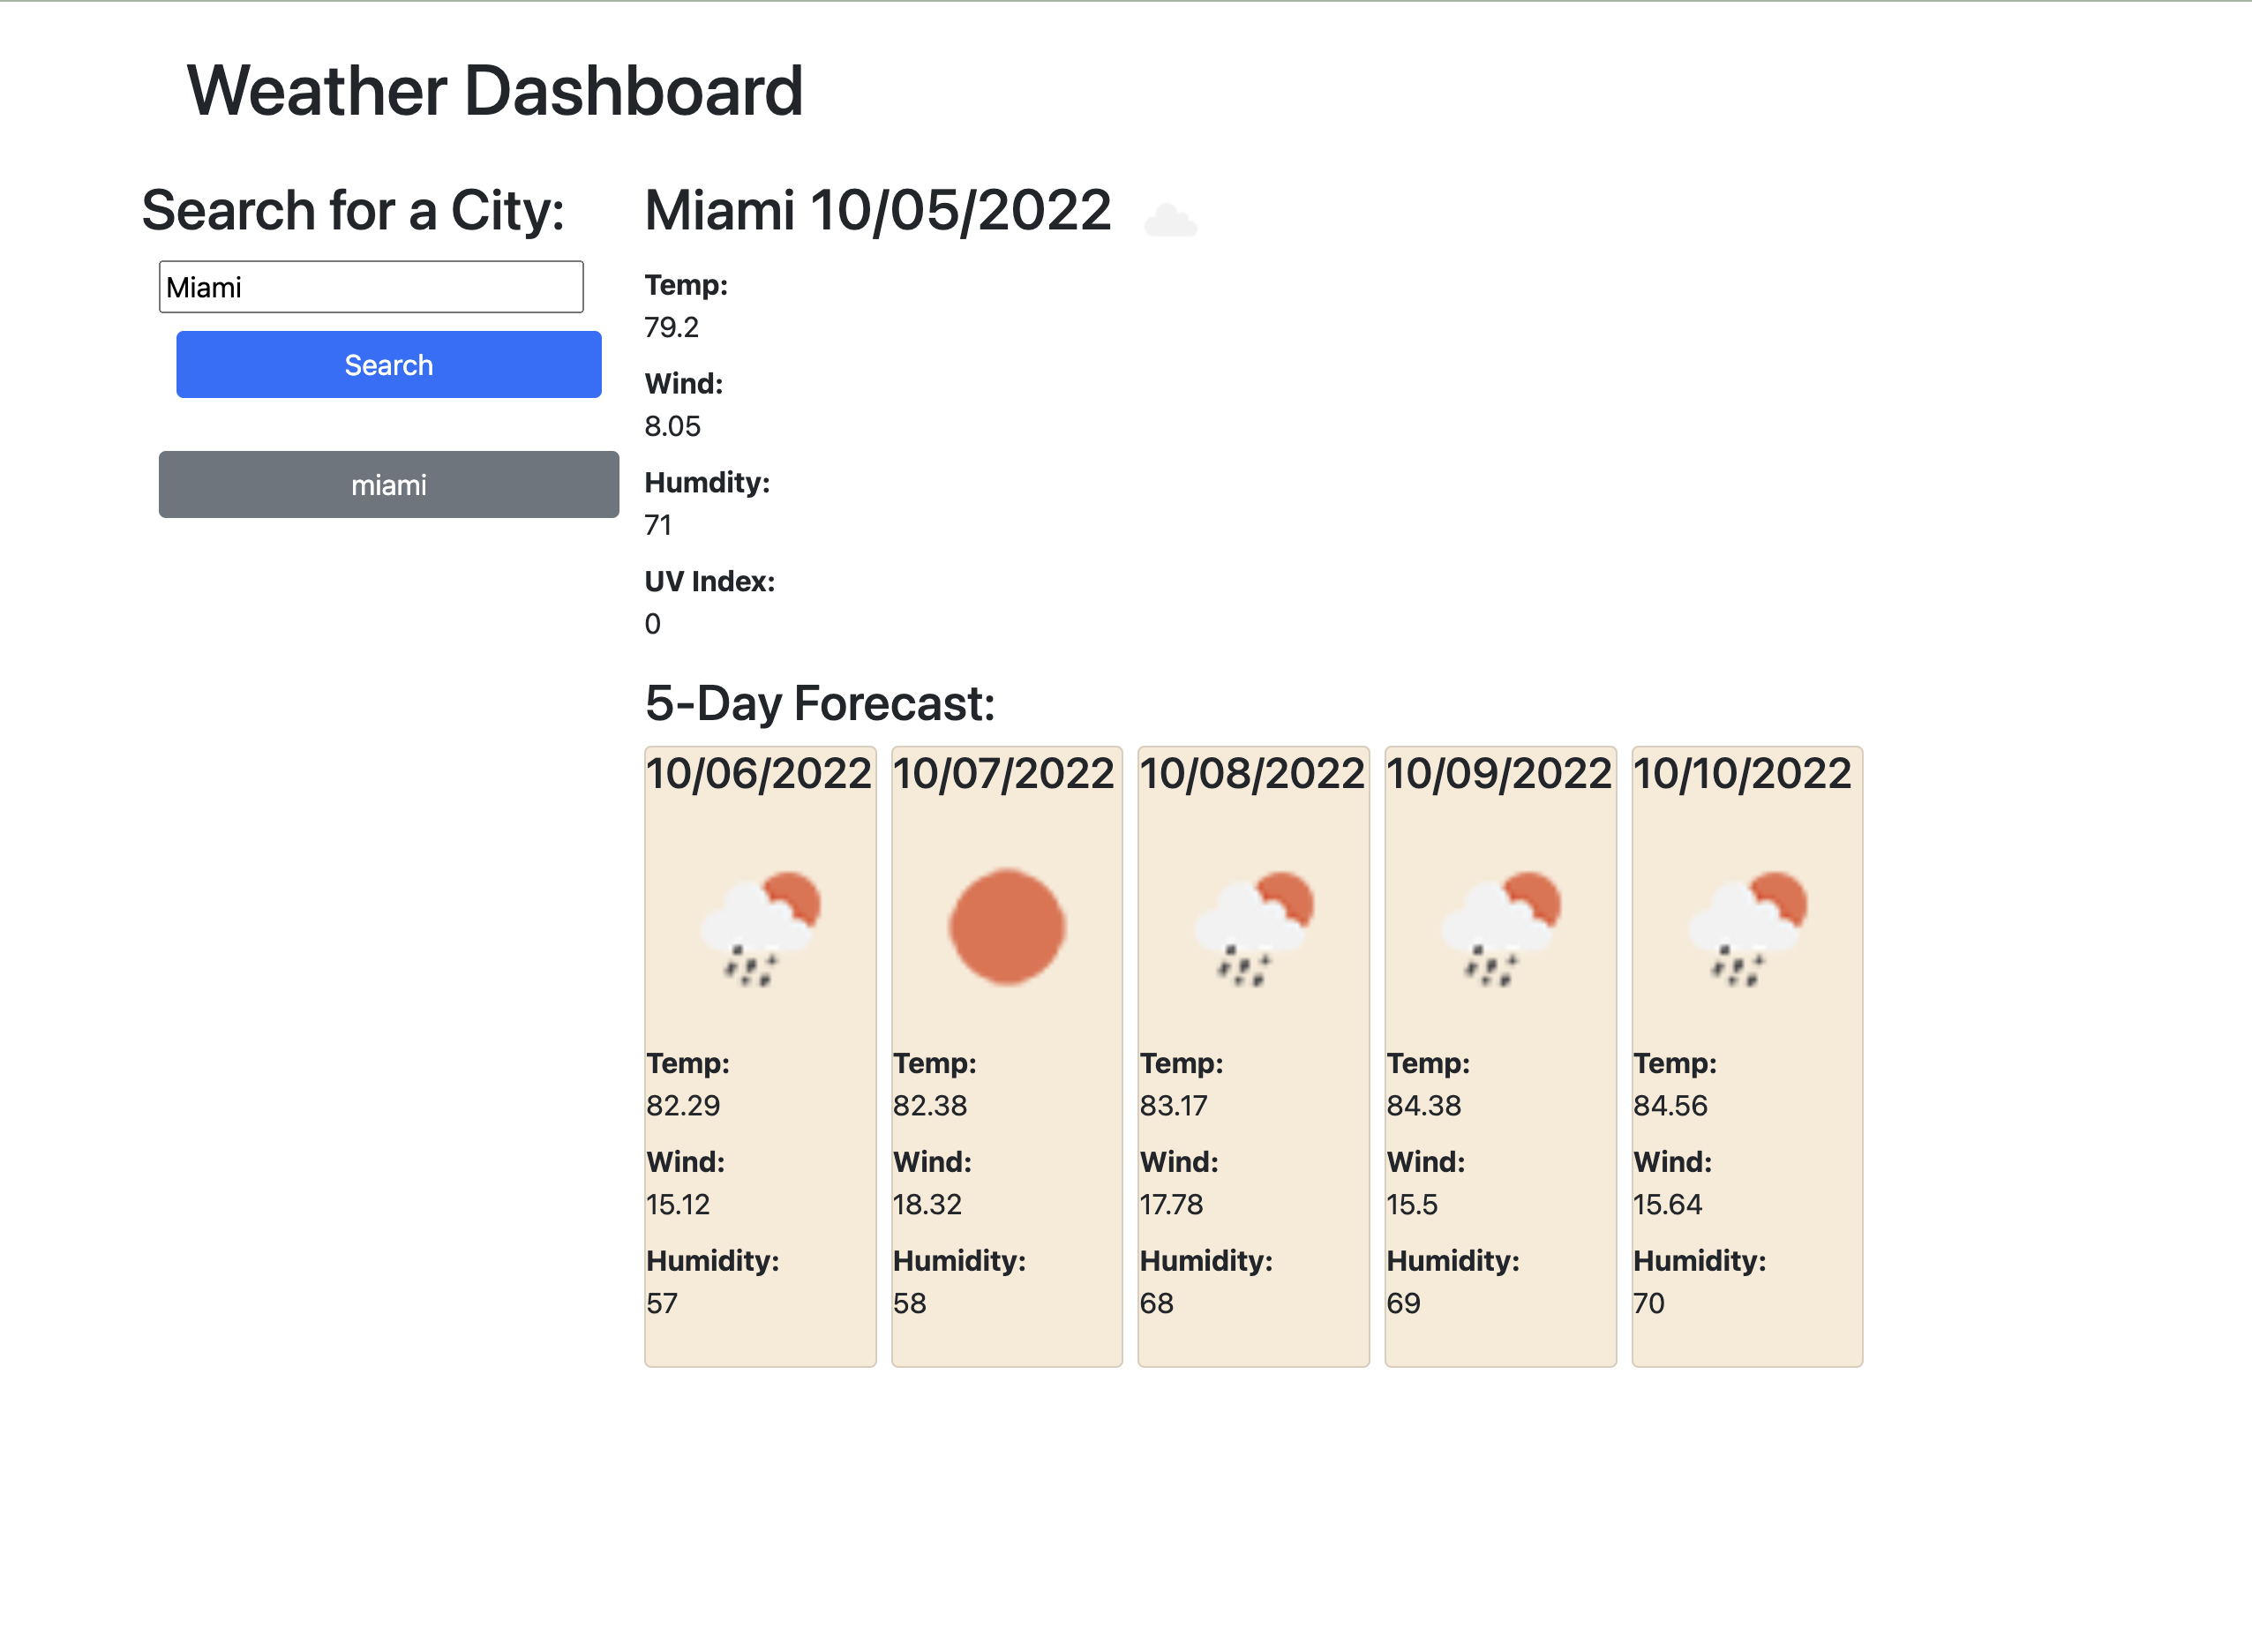 Weather Dashboard
Search for a City:
Miami
Search
miami
Miami 10/05/2022
Temp:
79.2
Wind:
8.05
Humdity:
71
UV Index:
0
5-Day Forecast:
10/06/2022
Temp:
82.29
Wind:
15.12
Humidity:
57
10/07/2022
Temp:
82.38
Wind:
18.32
Humidity:
58
10/08/2022
Temp:
83.17
Wind:
17.78
Humidity:
68
10/09/2022
Temp:
84.38
Wind:
15.5
Humidity:
69
10/10/2022
Temp:
84.56
Wind:
15.64
Humidity:
70